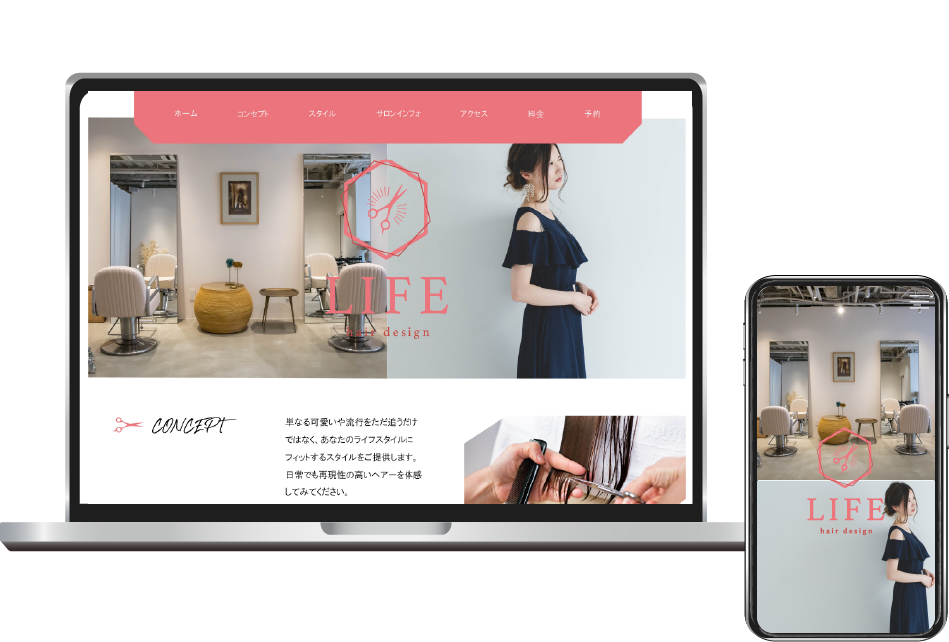 ホーム コンセプト スタイル サロンインフォ アクセス 料金 予約
LIFE
hair design
CONCEPT
単なる可愛いや流行をただ追うだけ
ではなく、あなたのライフスタイルに
フィットするスタイルをご提供します。
日常でも再現性の高いヘアーを体感
してみてください。
LIFE
hair design